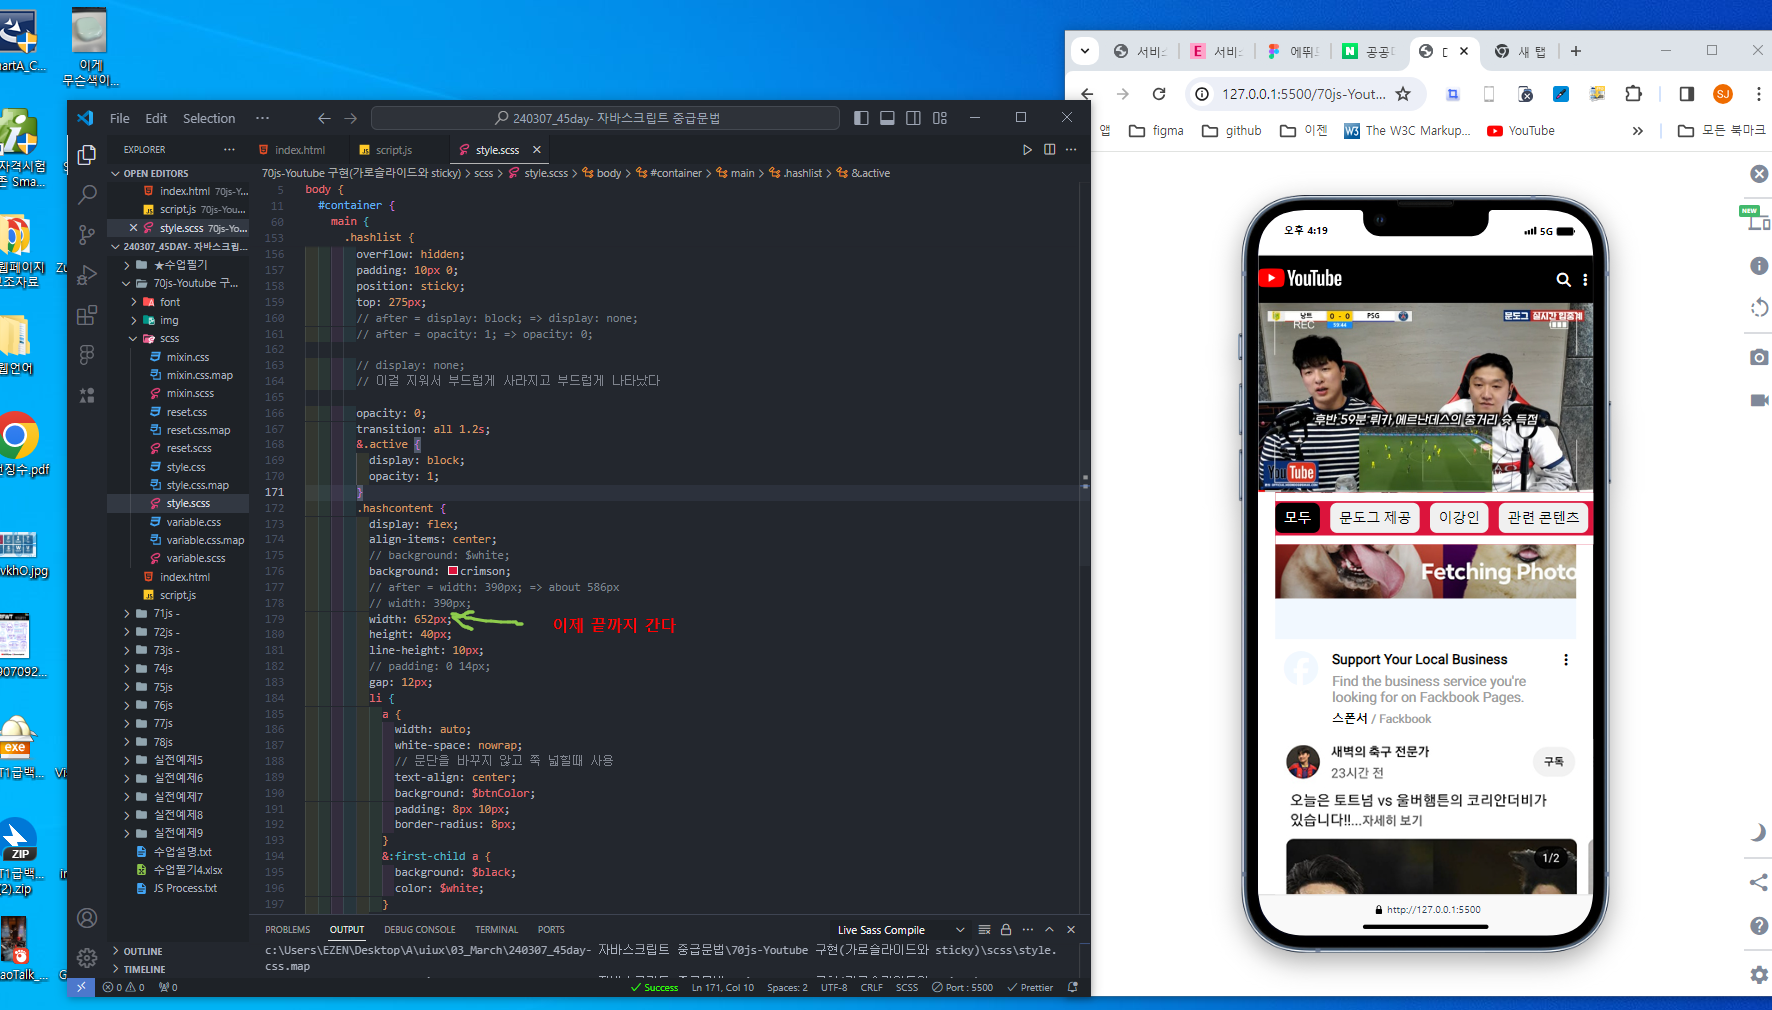 이게
무슨색이...
martA_C...
자격시험
존 Sma...
웹페이지
고조자료
웹언어
vkhO.jpg
ZIP
exe
File
Edit
Selection
···
240307_45day- 자바스크립트 중급문법
EXPLORER
···
index.html
script.js
style.scss
OPEN EDITORS
index.html 70js-Y...
script.js 70js-You...
style.scss 70js-Yo...
240307_45DAY- 자바스크립...
★수업필기
70js-Youtube 구...
font
img
scss
mixin.css
mixin.css.map
mixin.scss
reset.css
reset.css.map
reset.scss
style.css
style.css.map
style.scss
variable.css
variable.css.map
variable.scss
index.html
script.js
71js -
72js -
73js -
74js
75js
76js
77js
78js
실전예제5
실전예제6
실전예제7
실전예제8
실전예제9
수업설명.txt
수업필기4.xlsx
JS Process.txt
OUTLINE
TIMELINE
70js-Youtube 구현(가로슬라이드와 sticky) > scss > style.scss > body > #container > main > .hashlist > &.active
5 body {
11 #container {
60 main {
153 .hashlist {
156 overflow: hidden;
157 padding: 10px 0;
158 position: sticky;
159 top: 275px;
160 // after = display: block; => display: none;
161 // after = opacity: 1; => opacity: 0;
162
163 // display: none;
164 // 이걸 지워서 부드럽게 사라지고 부드럽게 나타났다
165
166 opacity: 0;
167 transition: all 1.2s;
168 &.active {
169 display: block;
170 opacity: 1;
171 }
172 .hashcontent {
173 display: flex;
174 align-items: center;
175 // background: $white;
176 background: crimson;
177 // after = width: 390px; => about 586px
178 // width: 390px;
179 width: 652px;
이제 끝까지 간다
180 height: 40px;
181 line-height: 10px;
182 // padding: 0 14px;
183 gap: 12px;
184 li {
185 a {
186 width: auto;
187 white-space: nowrap;
188 // 문단을 바꾸지 않고 쭉 넓힐때 사용
189 text-align: center;
190 background: $btnColor;
191 padding: 8px 10px;
192 border-radius: 8px;
193 }
194 &:first-child a {
195 background: $black;
196 color: $white;
197 }
PROBLEMS
OUTPUT
DEBUG CONSOLE
TERMINAL
PORTS
Live Sass Compile
c:\Users\EZEN\Desktop\A\uiux\03_March\240307_45day- 자바스크립트 중급문법\70js-Youtube 구현(가로슬라이드와 sticky)\scss\style.
css.map
0 0
0
Success
Ln 171, Col 10
Spaces: 2
UTF-8
CRLF
SCSS
Port : 5500
Prettier
서비스
서비스
에뛰드
공공데
새 탭
127.0.0.1:5500/70js-Yout...
SJ
앱
figma
github
이젠
The W3C Markup...
YouTube
모든 북마크
NEW
오후 4:19
5G
YouTube
낭트
0 - 0
PSG
59:44
REC
문도그 실시간 입중계
후반 59분 뤼카 에르난데스의 중거리 슛 득점
You Tube
모두
문도그 제공
이강인
관련 콘텐츠
Fetching Photo
Support Your Local Business
Find the business service you're
looking for on Fackbook Pages.
스폰서 / Fackbook
새벽의 축구 전문가
23시간 전
구독
오늘은 토트넘 vs 울버햄튼의 코리안더비가
있습니다!!...자세히 보기
1/2
http://127.0.0.1:5500